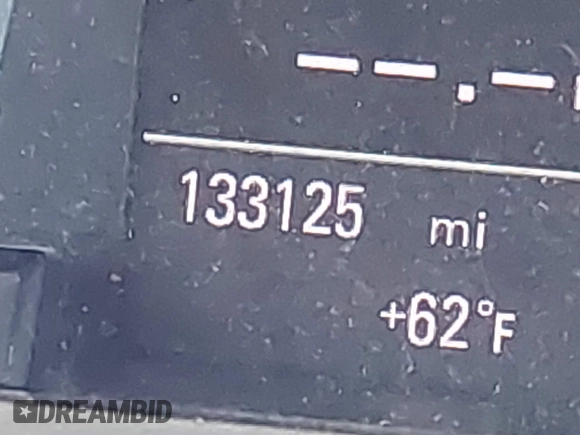 --.-
133125 mi
+62°F
DREAMBID